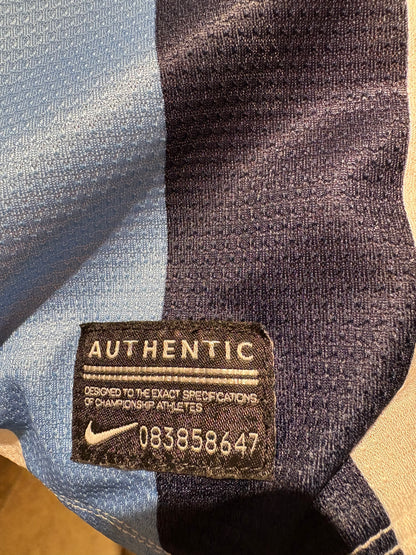 AUTHENTIC
DESIGNED TO THE EXACT SPECIFICATIONS
OF CHAMPIONSHIP ATHLETES
083858647